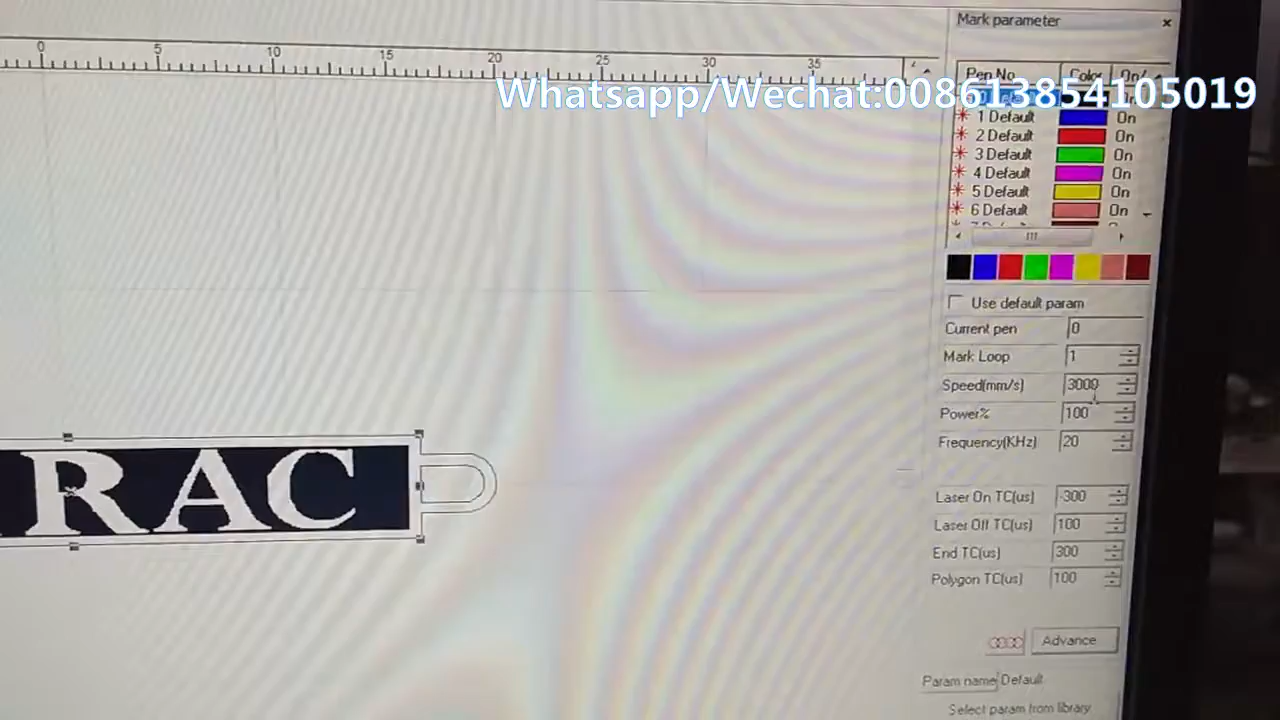 Mark parameter
0 5 10 15 20 25 30 35
Pen No. Color On/
Whatsapp/Wechat:008613854105019
1 Default On
2 Default On
3 Default On
4 Default On
5 Default On
6 Default On
Use default param
Current pen 0
Mark Loop 1
Speed(mm/s) 3000
Power% 100
Frequency(KHz) 20
RAC
Laser On TC(us) -300
Laser Off TC(us) 100
End TC(us) 300
Polygon TC(us) 100
Advance
Param name Default
Select param from library